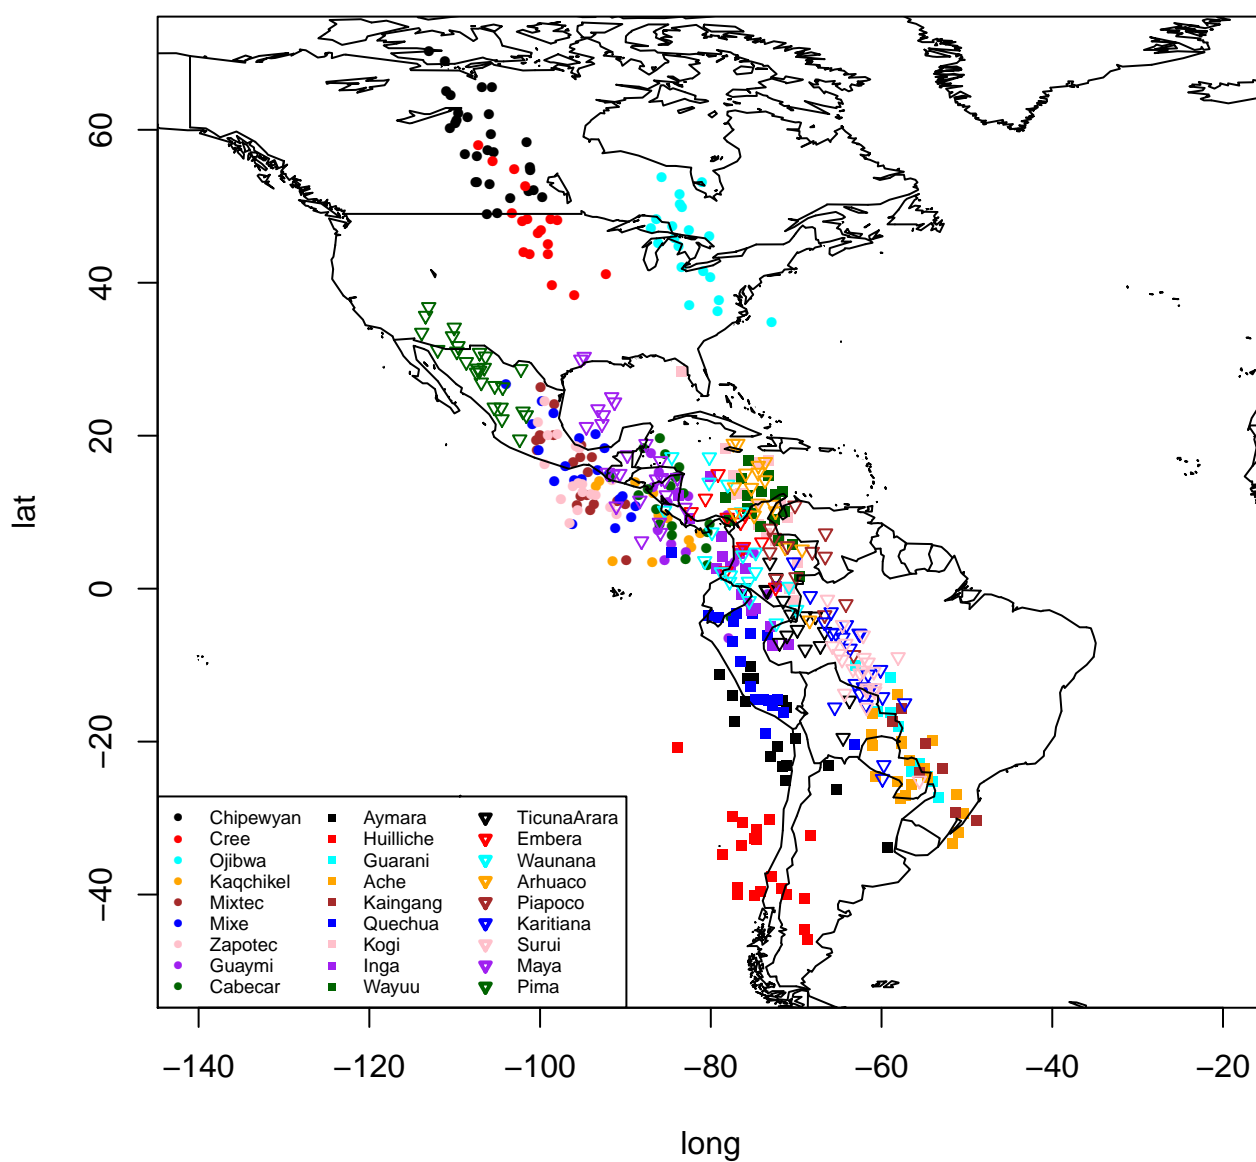 60
40
20
0
−20
−40
lat
Chipewyan Aymara TicunaArara
Cree Huilliche Embera
Ojibwa Guarani Waunana
Kaqchikel Ache Arhuaco
Mixtec Kaingang Piapoco
Mixe Quechua Karitiana
Zapotec Kogi Surui
Guaymi Inga Maya
Cabecar Wayuu Pima
−140 −120 −100 −80 −60 −40 −20
long